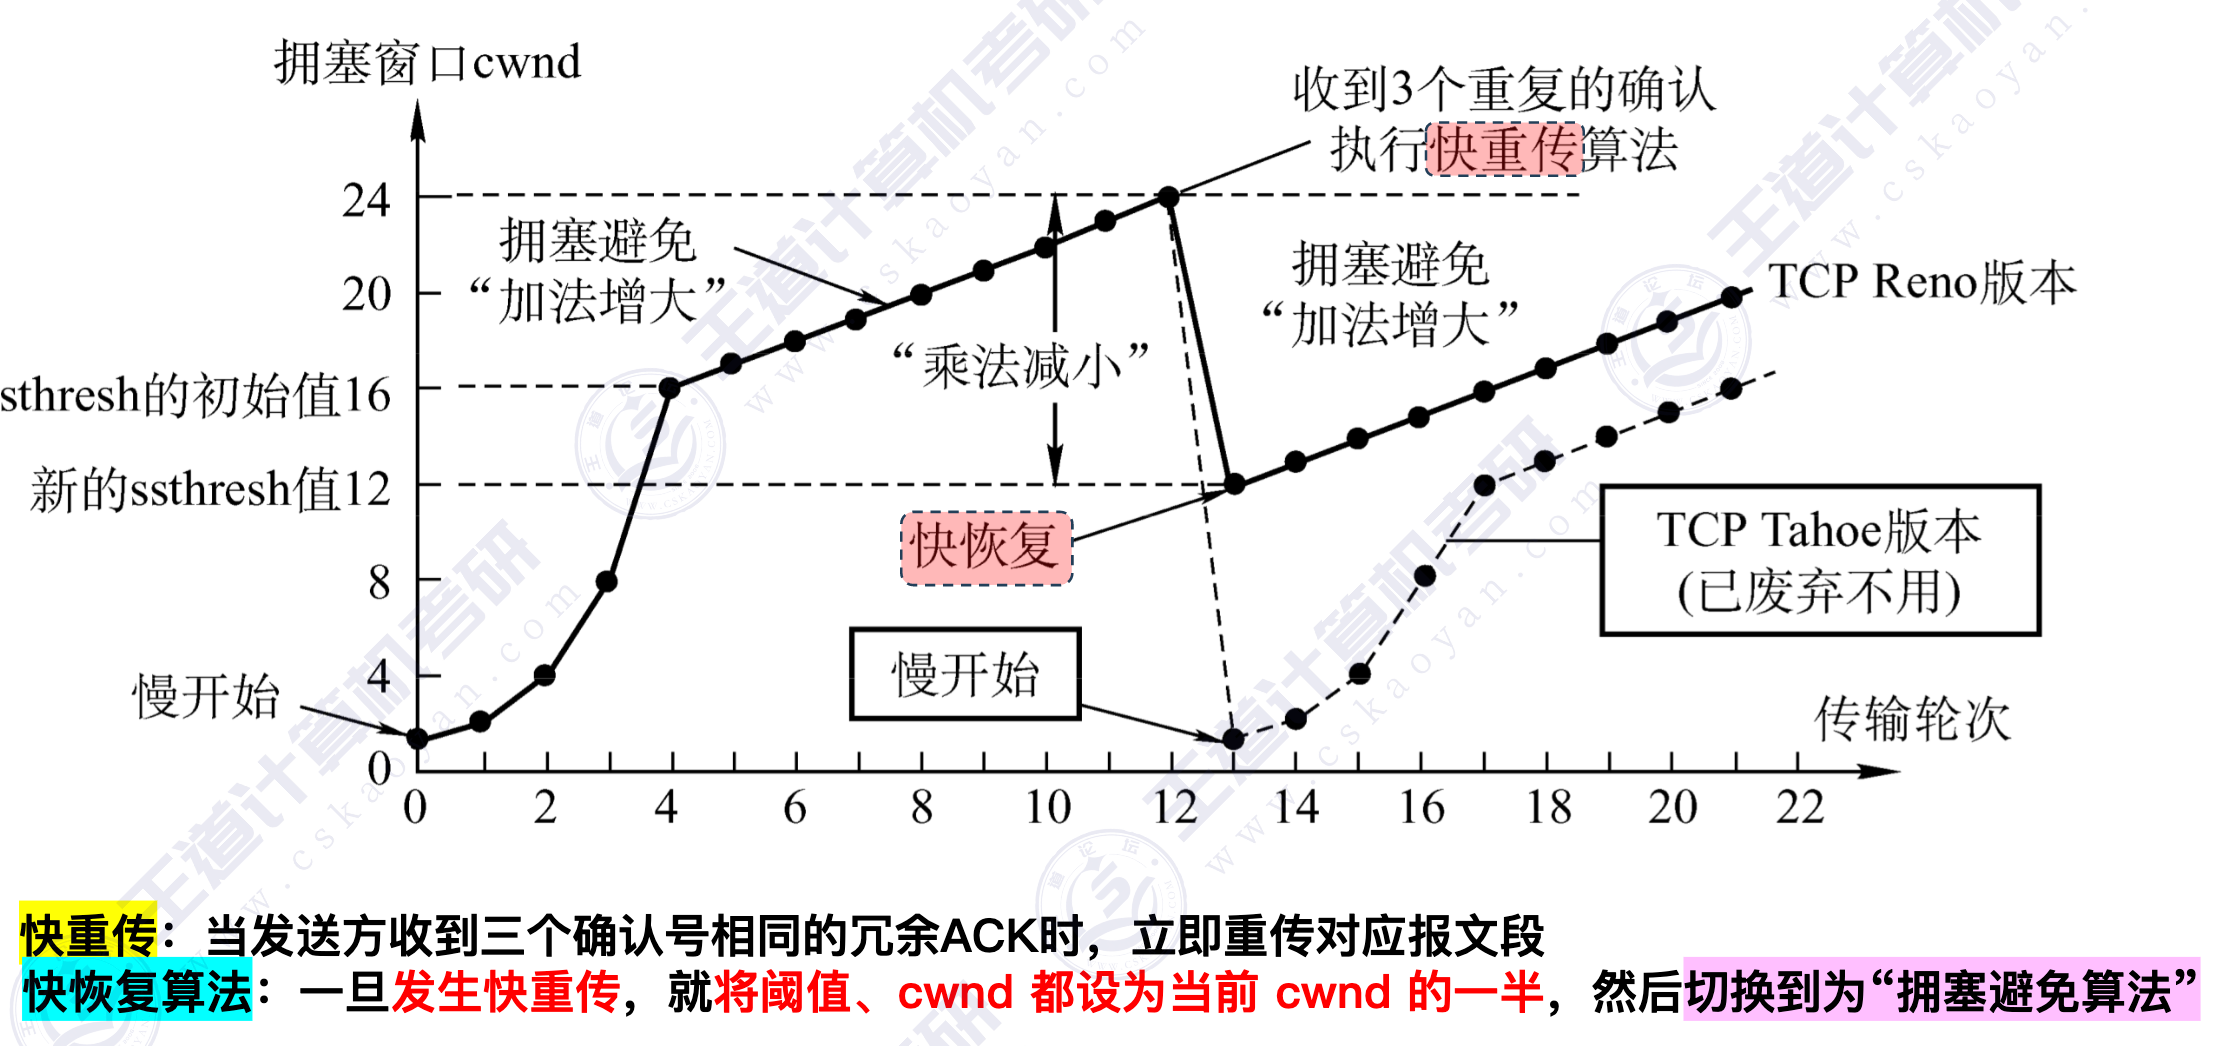 拥塞窗口cwnd
收到3个重复的确认
执行快重传算法
24
拥塞避免
“加法增大”
20
拥塞避免
“加法增大”
TCP Reno版本
“乘法减小”
sthresh的初始值16
新的ssthresh值12
快恢复
TCP Tahoe版本
(已废弃不用)
8
慢开始
4
慢开始
传输轮次
0
0 2 4 6 8 10 12 14 16 18 20 22
快重传：当发送方收到三个确认号相同的冗余ACK时，立即重传对应报文段
快恢复算法：一旦发生快重传，就将阈值、cwnd 都设为当前 cwnd 的一半，然后切换到为“拥塞避免算法”
王道计算机考研
www.cskaoyan.com